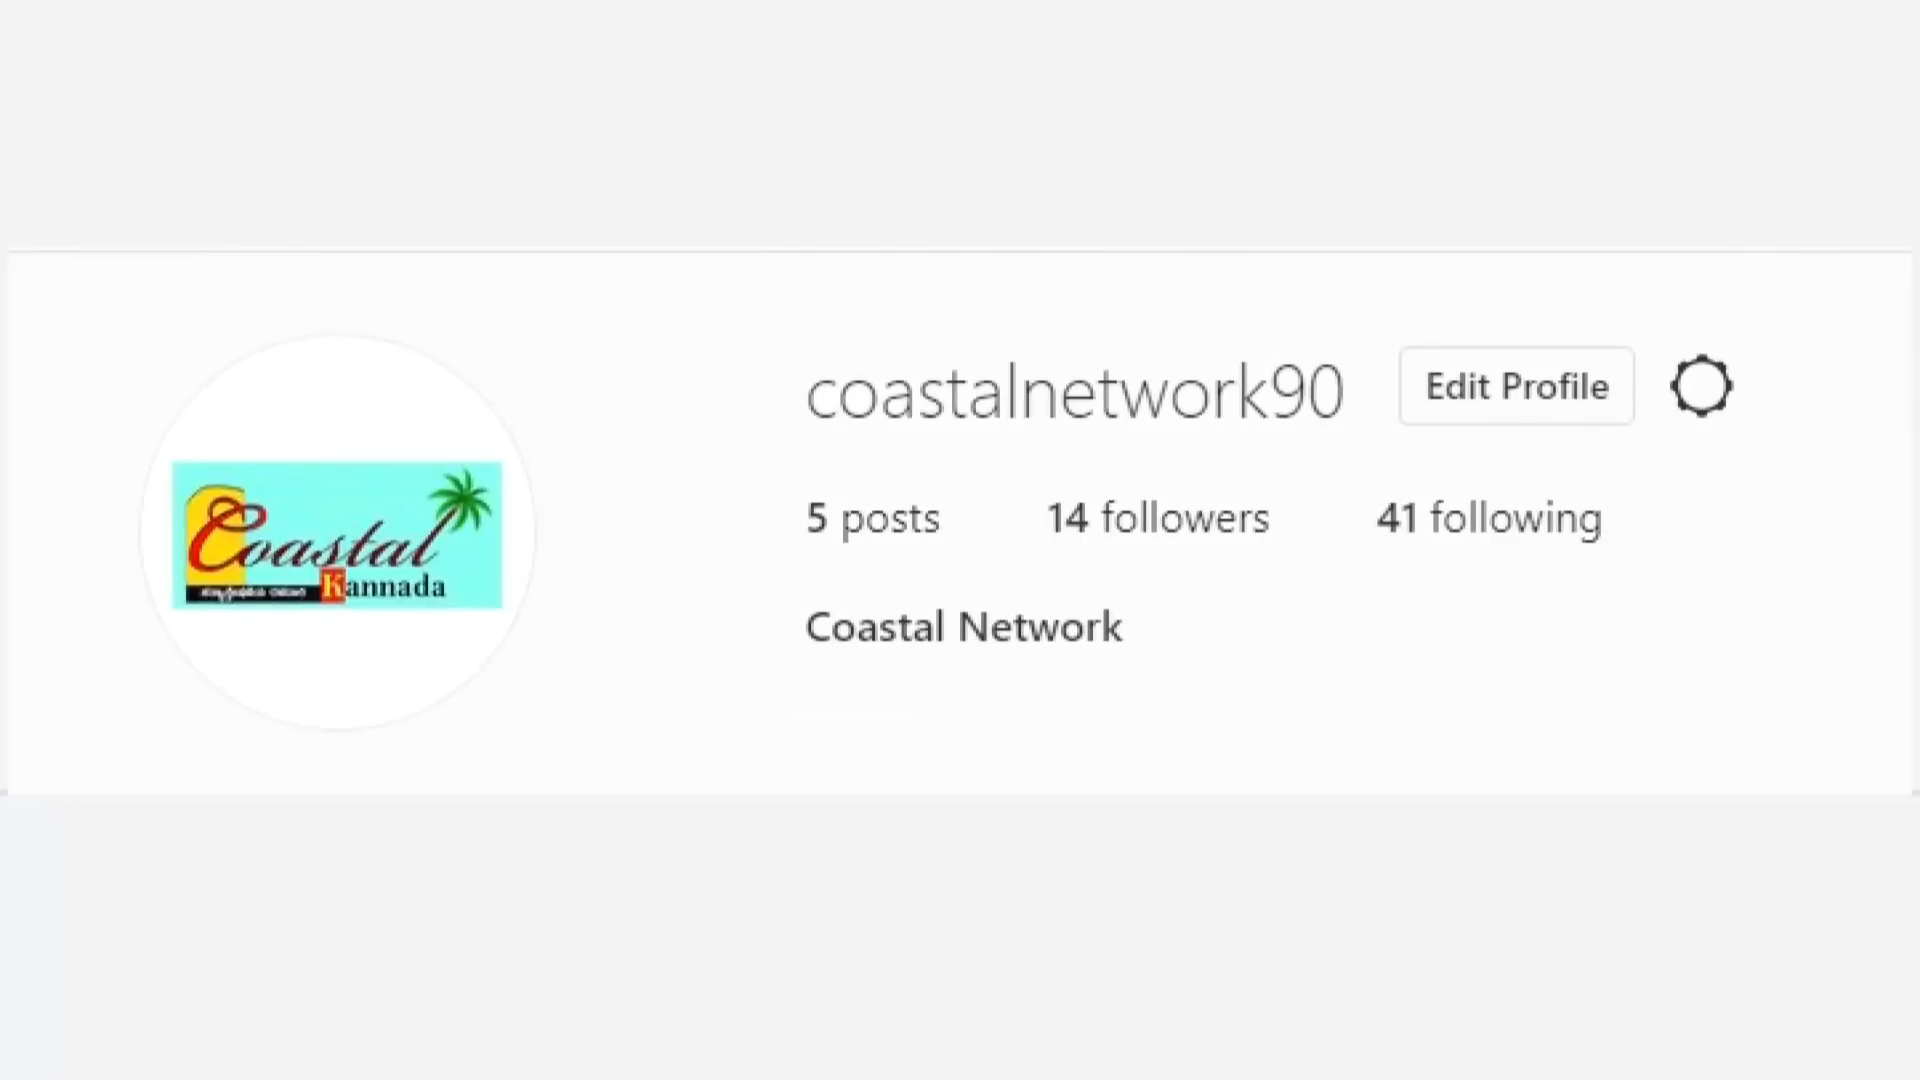 coastalnetwork90 Edit Profile
5 posts 14 followers 41 following
Coastal Network
Coastal
Kannada